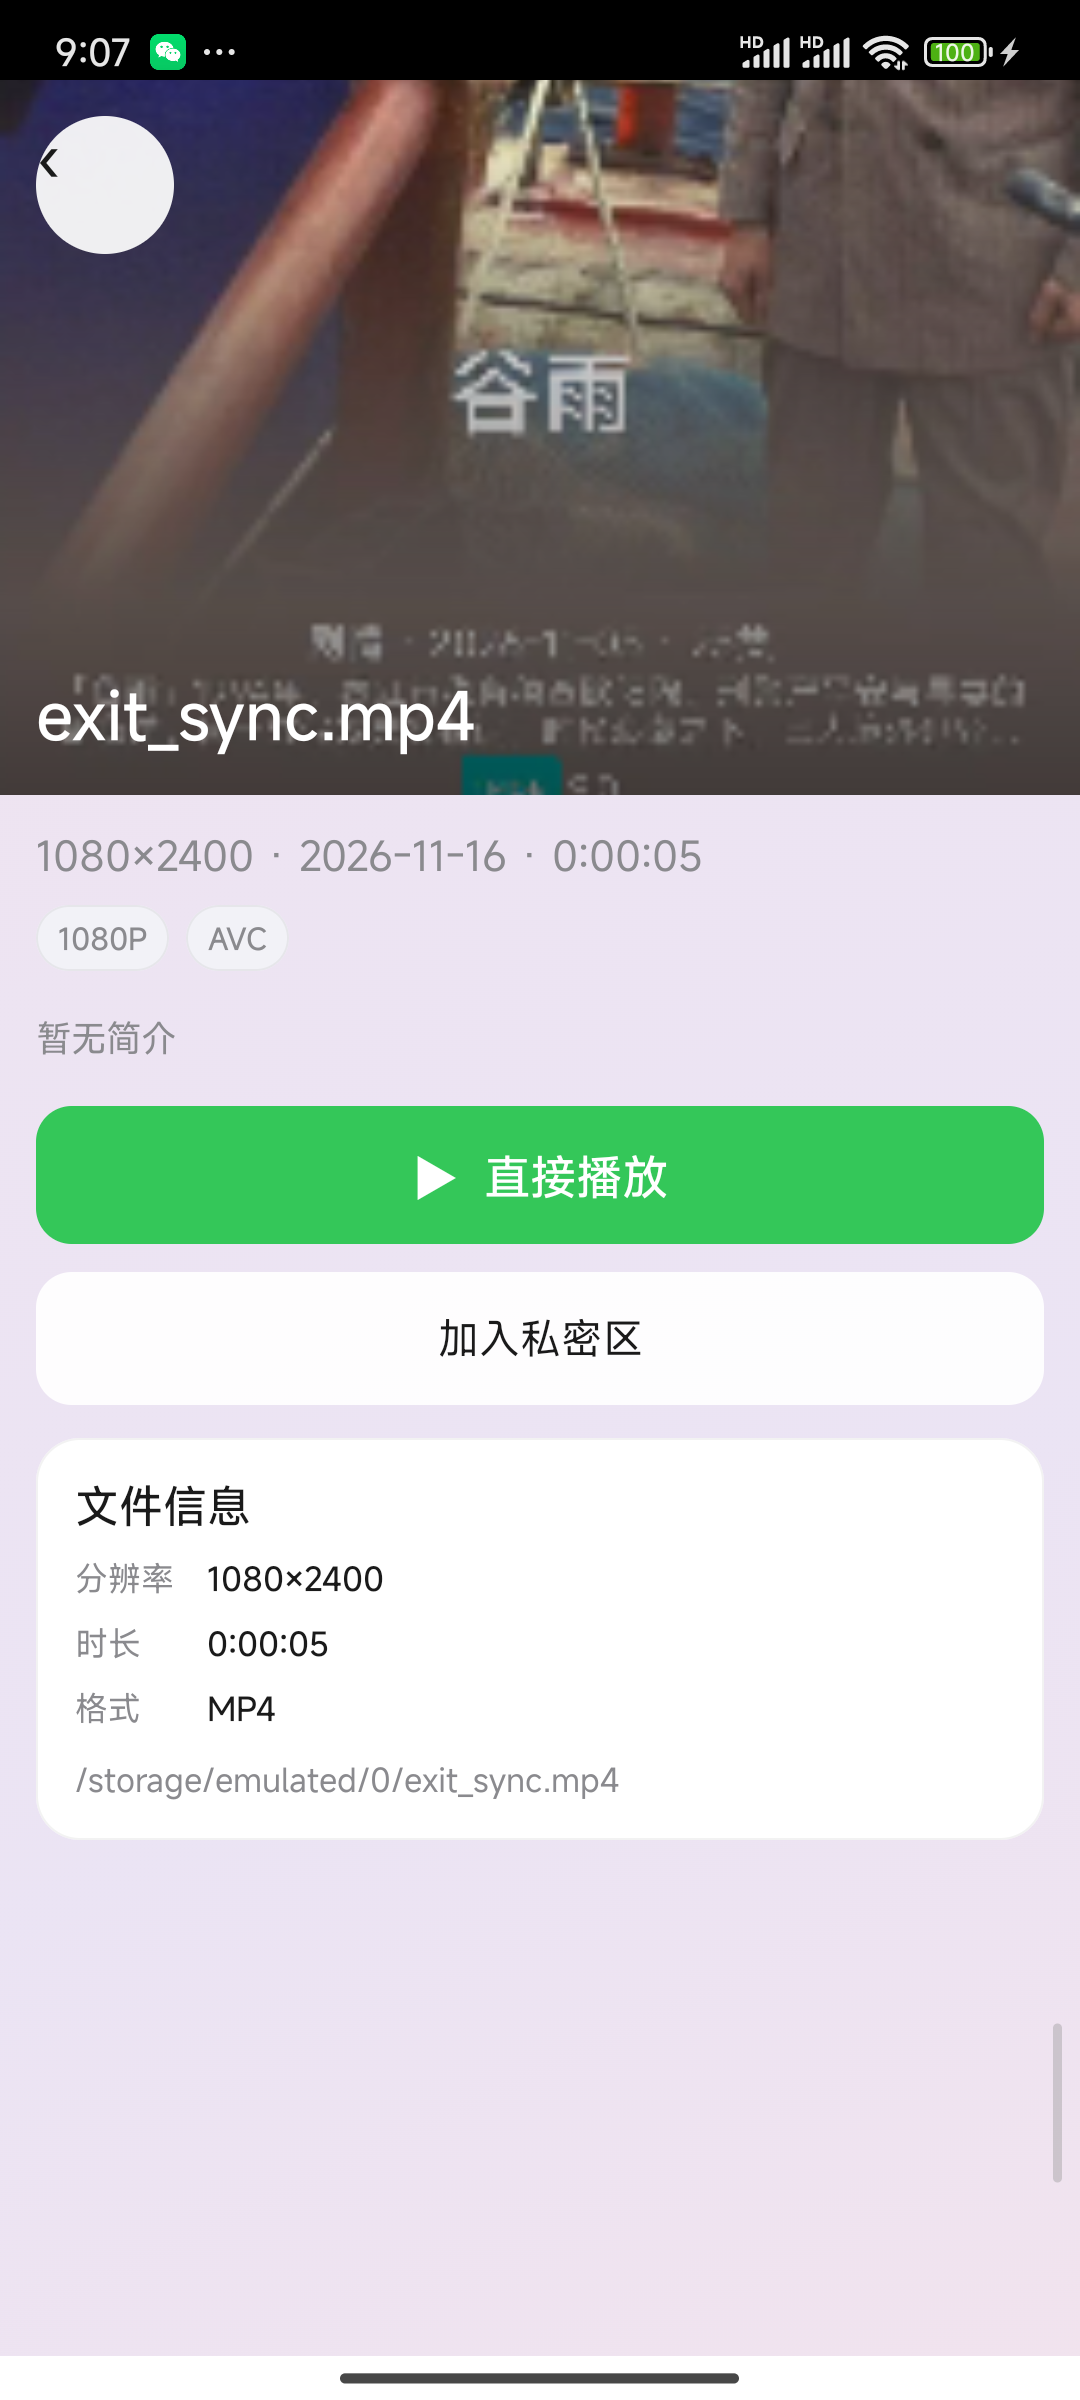 9:07
HD HD 100
谷雨
exit_sync.mp4
1080×2400 · 2026-11-16 · 0:00:05
1080P AVC
暂无简介
直接播放
加入私密区
文件信息
分辨率 1080×2400
时长 0:00:05
格式 MP4
/storage/emulated/0/exit_sync.mp4